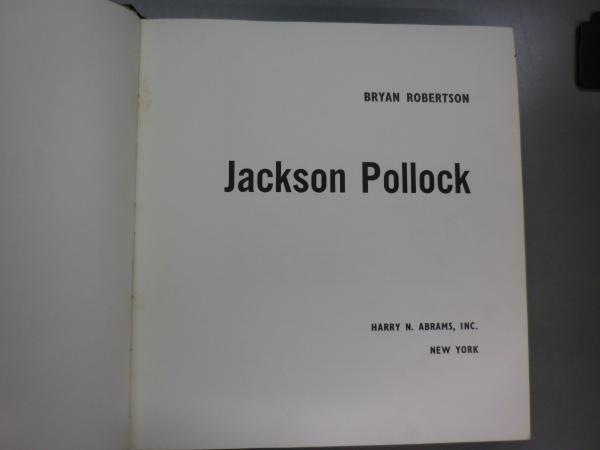 BRYAN ROBERTSON
Jackson Pollock
HARRY N. ABRAMS, INC.
NEW YORK